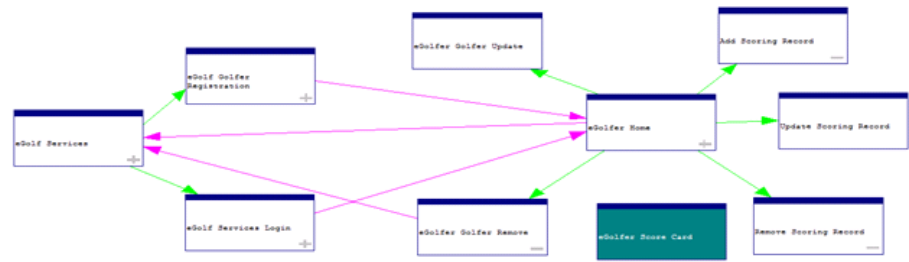 eGolfer Golfer Update
Add Scoring Record
eGolf Golfer
Registration
eGolf Services
eGolfer Home
Update Scoring Record
eGolf Services Login
eGolfer Golfer Remove
eGolfer Score Card
Remove Scoring Record